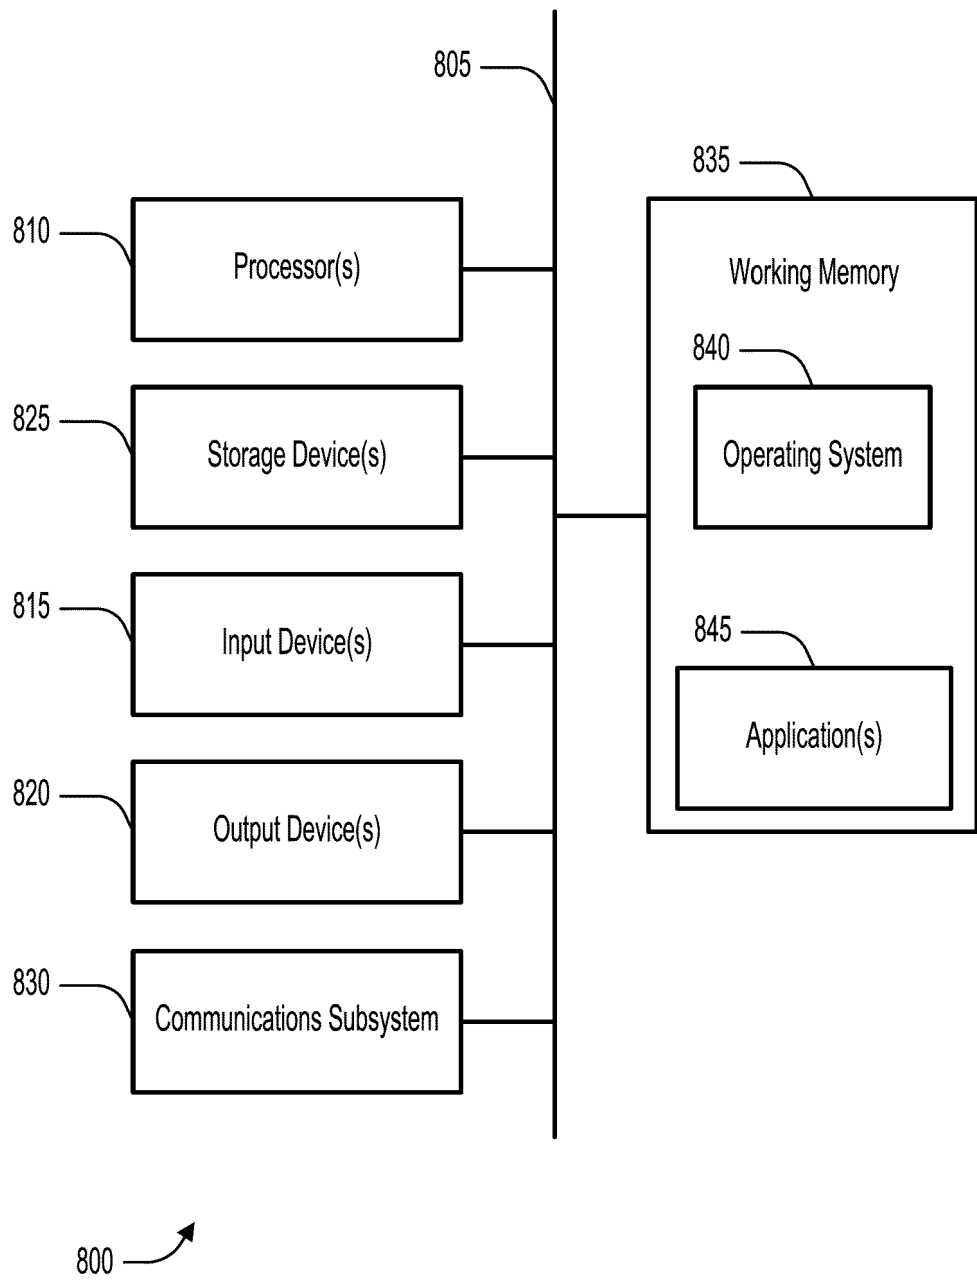 805
835
810
Processor(s)
Working Memory
840
825
Storage Device(s)
Operating System
815
Input Device(s)
845
Application(s)
820
Output Device(s)
830
Communications Subsystem
800